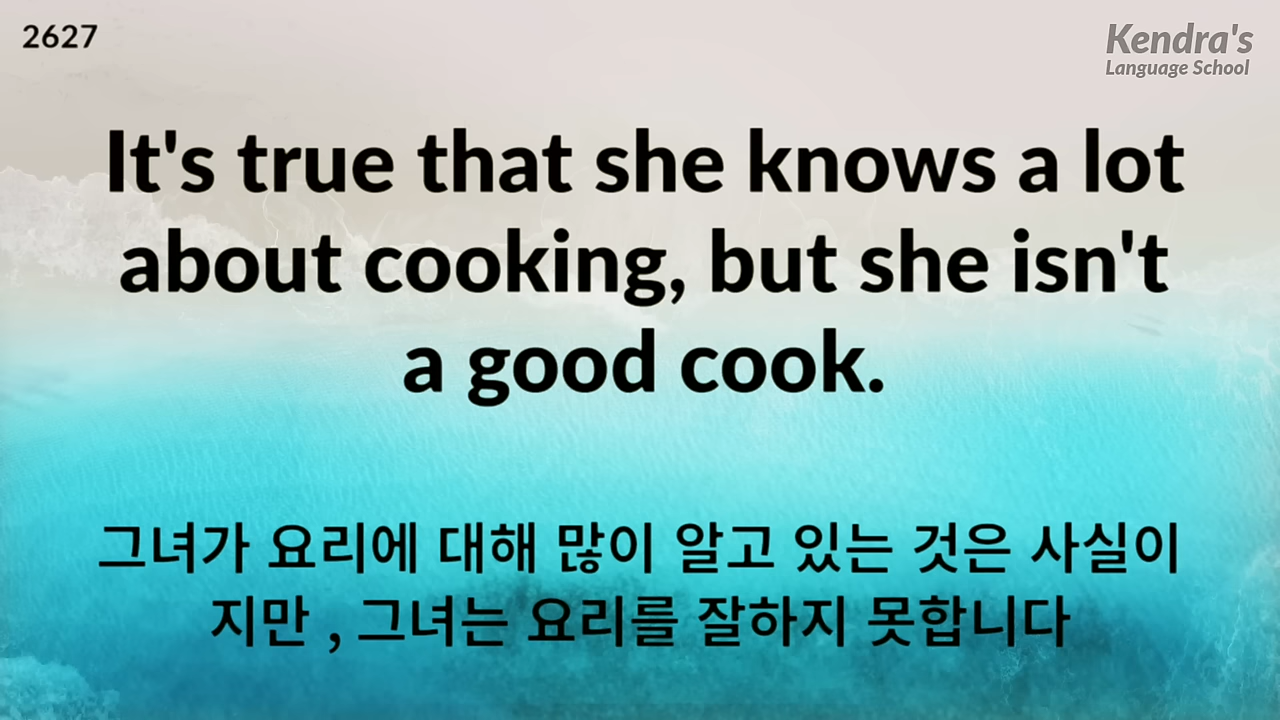 2627
Kendra's
Language School
It's true that she knows a lot
about cooking, but she isn't
a good cook.
그녀가 요리에 대해 많이 알고 있는 것은 사실이
지만 , 그녀는 요리를 잘하지 못합니다